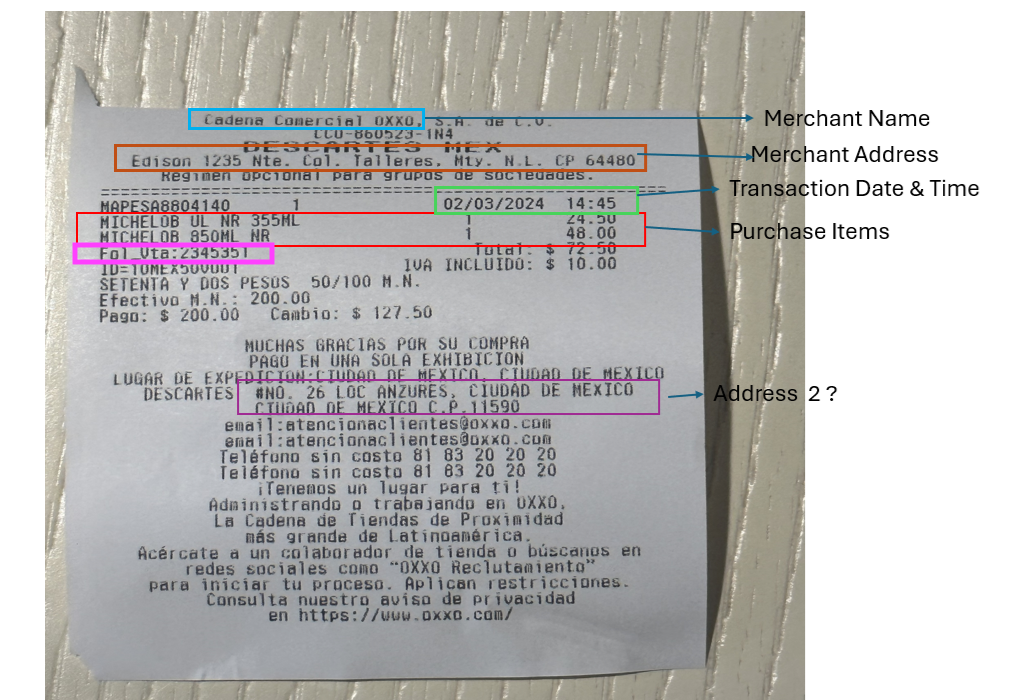 Cadena Comercial OXXO, S.A. de C.V.
CCO-860523-1N4
DESCARTES MEX
Edison 1235 Nte. Col. Talleres, Mty. N.L. CP 64480
Regimen opcional para grupos de sociedades.
MAPESA8804140 1 02/03/2024 14:45
MICHELOB UL NR 355ML 1 24.50
MICHELOB 850ML NR 1 48.00
Total: $ 72.50
Fol_Vta:2345351
IVA INCLUIDO: $ 10.00
ID=10MEX50V001
SETENTA Y DOS PESOS 50/100 M.N.
Efectivo M.N.: 200.00
Pago: $ 200.00 Cambio: $ 127.50
MUCHAS GRACIAS POR SU COMPRA
PAGO EN UNA SOLA EXHIBICION
LUGAR DE EXPEDICION:CIUDAD DE MEXICO, CIUDAD DE MEXICO
DESCARTES #NO. 26 LOC ANZURES, CIUDAD DE MEXICO
CIUDAD DE MEXICO C.P.11590
email:atencionaclientes@oxxo.com
email:atencionaclientes@oxxo.com
Teléfono sin costo 81 83 20 20 20
Teléfono sin costo 81 83 20 20 20
¡Tenemos un lugar para ti!
Administrando o trabajando en OXXO,
La Cadena de Tiendas de Proximidad
más grande de Latinoamérica.
Acércate a un colaborador de tienda o búscanos en
redes sociales como "OXXO Reclutamiento"
para iniciar tu proceso. Aplican restricciones.
Consulta nuestro aviso de privacidad
en https://www.oxxo.com/
Merchant Name
Merchant Address
Transaction Date & Time
Purchase Items
Address 2 ?